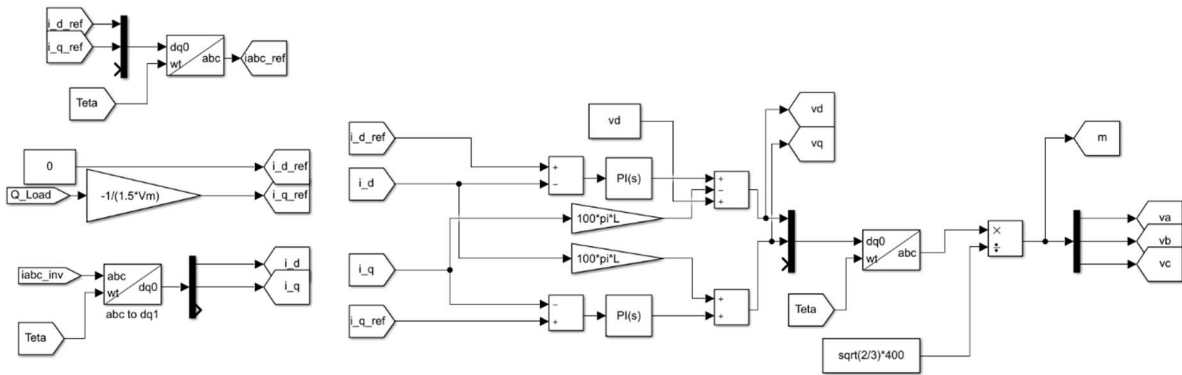 i_d_ref
i_q_ref
dq0
wt
abc
iabc_ref
Teta
0
i_d_ref
Q_Load
-1/(1.5*Vm)
i_q_ref
iabc_inv
abc
wt
dq0
i_d
i_q
abc to dq1
Teta
i_d_ref
+
−
PI(s)
vd
+
−
+
vd
vq
i_d
100*pi*L
i_q
100*pi*L
i_q_ref
−
+
PI(s)
+
+
dq0
wt
abc
Teta
×
÷
sqrt(2/3)*400
m
va
vb
vc